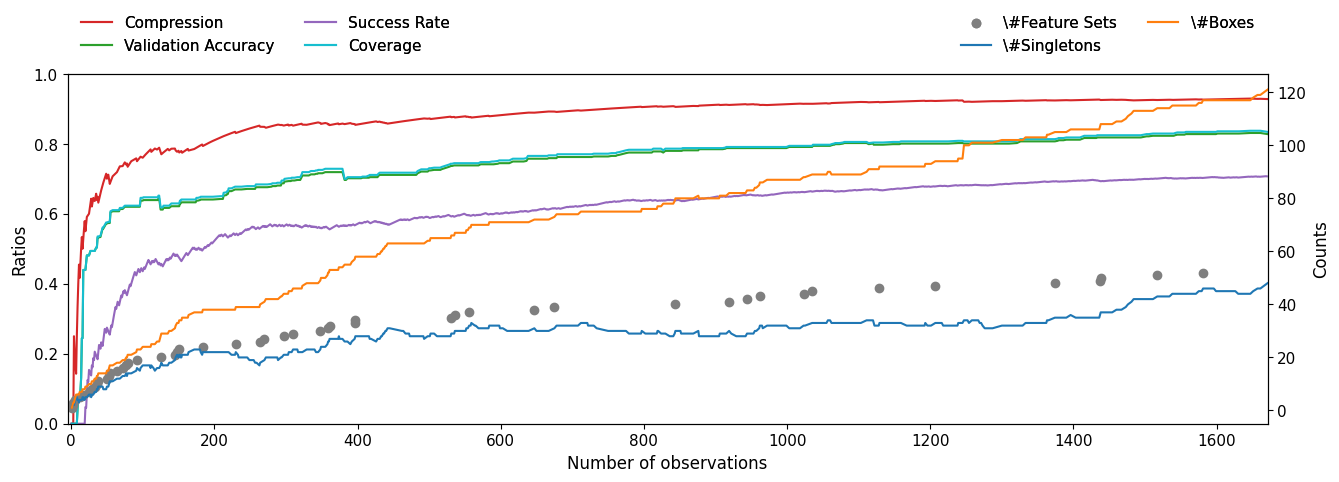 Compression Success Rate \#Feature Sets \#Boxes
Validation Accuracy Coverage \#Singletons
1.0
0.8
0.6
0.4
0.2
0.0
Ratios
120
100
80
60
40
20
0
Counts
0 200 400 600 800 1000 1200 1400 1600
Number of observations